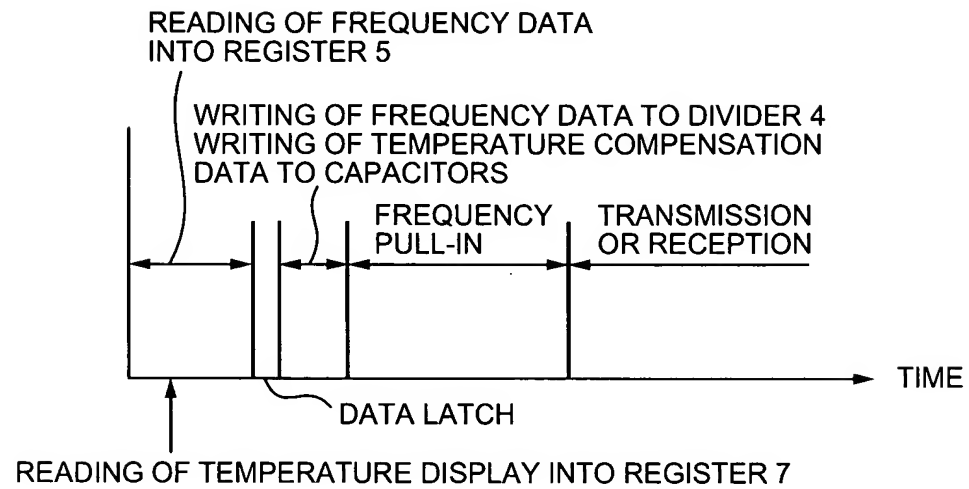 READING OF FREQUENCY DATA
INTO REGISTER 5
WRITING OF FREQUENCY DATA TO DIVIDER 4
WRITING OF TEMPERATURE COMPENSATION
DATA TO CAPACITORS
FREQUENCY
PULL-IN
TRANSMISSION
OR RECEPTION
TIME
DATA LATCH
READING OF TEMPERATURE DISPLAY INTO REGISTER 7